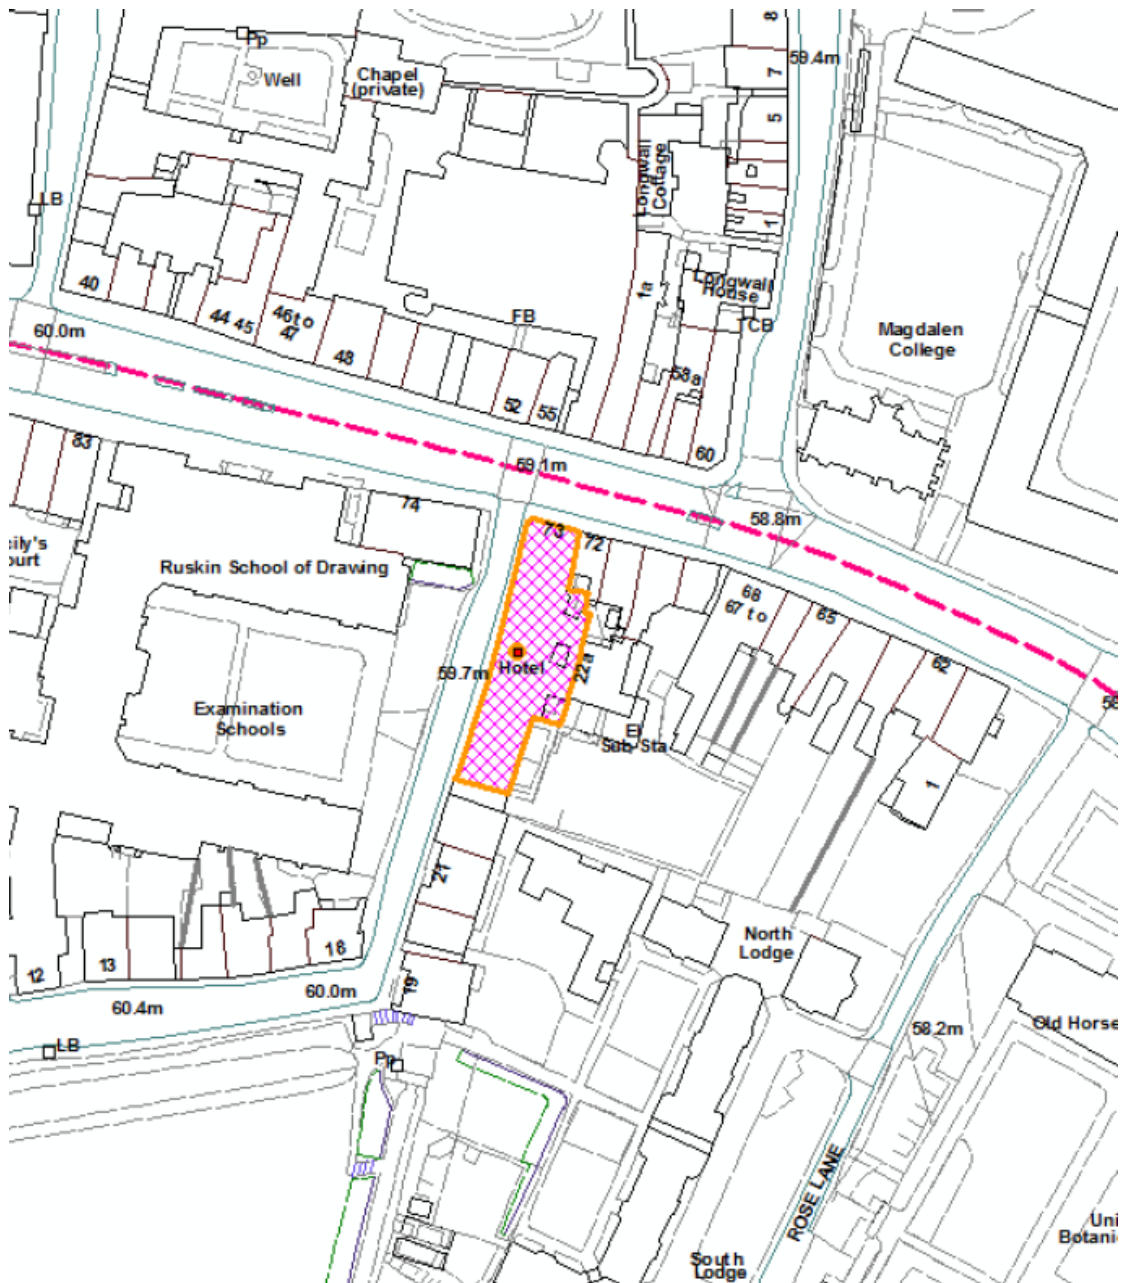 8
Pp
59.4m
7
Well
Chapel
(private)
5
Longwall
Cottage
LB
1
40
1a
Longwall
House
44
45
46 to
47
FB
TCB
60.0m
48
Magdalen
College
58a
52
55
83
60
59.1m
74
58.8m
73
72
Ruskin School of Drawing
68
67 to
65
59.7m
Hotel
22a
62
Examination
Schools
El
Sub Sta
1
21
North
Lodge
12
13
18
19
60.4m
60.0m
58.2m
Old Horse
LB
Pp
ROSE LANE
South
Lodge